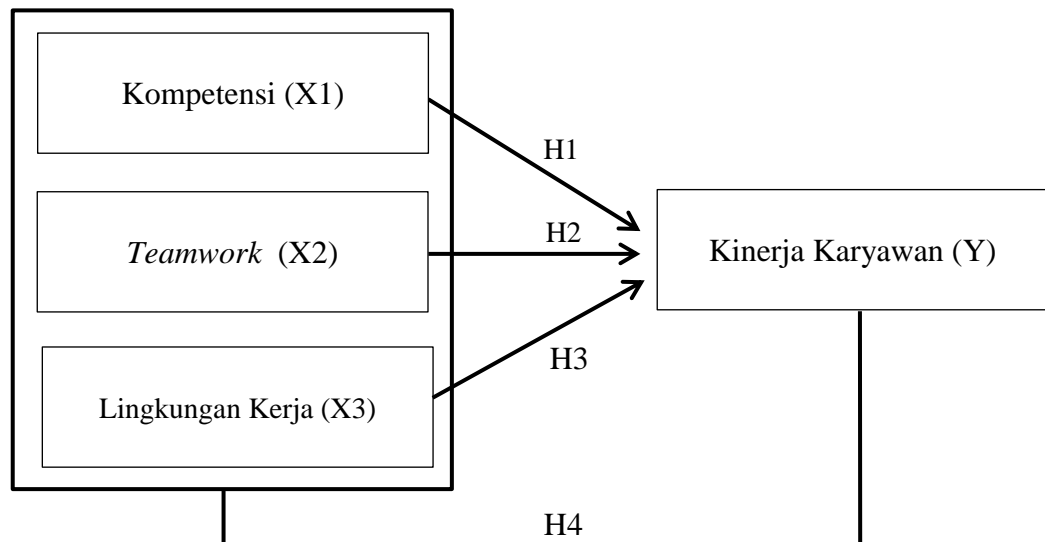 Kompetensi (X1)
H1
Teamwork (X2)
H2
Kinerja Karyawan (Y)
H3
Lingkungan Kerja (X3)
H4